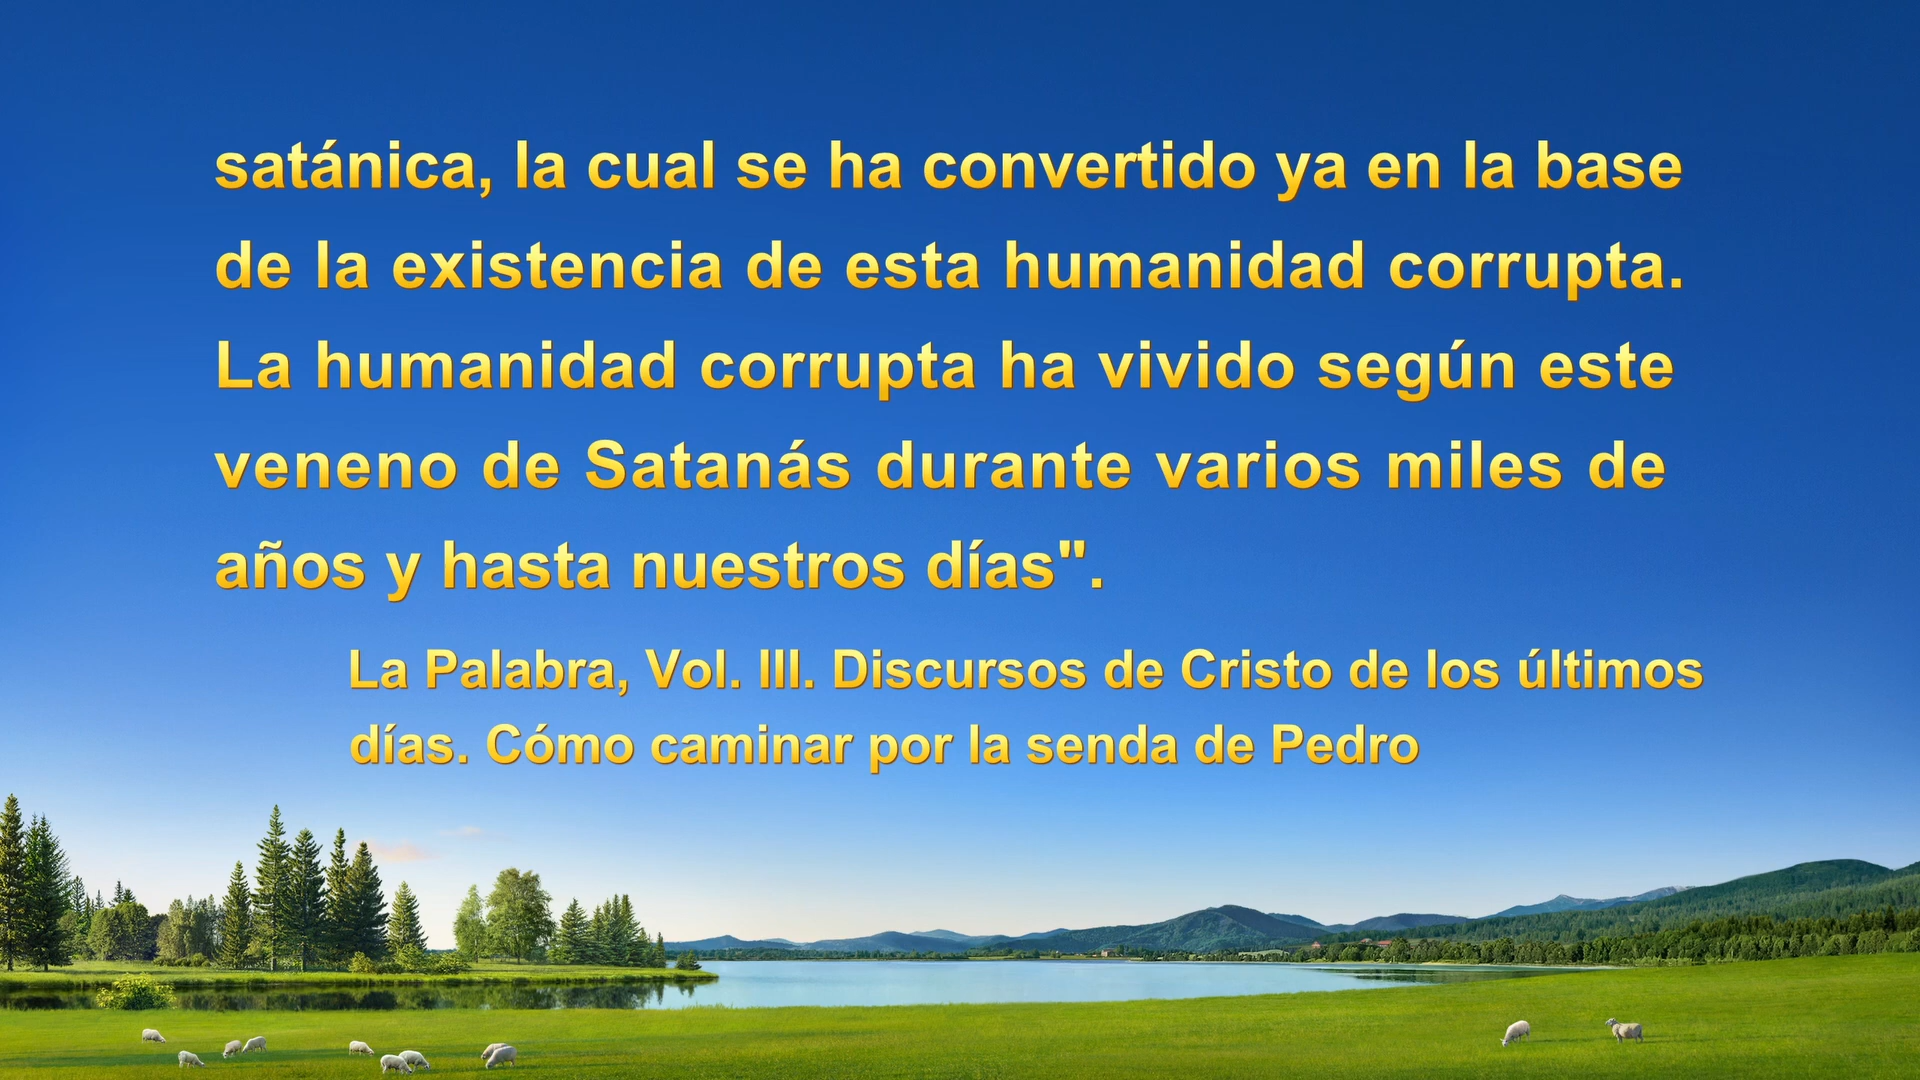 satánica, la cual se ha convertido ya en la base
de la existencia de esta humanidad corrupta.
La humanidad corrupta ha vivido según este
veneno de Satanás durante varios miles de
años y hasta nuestros días".
La Palabra, Vol. III. Discursos de Cristo de los últimos
días. Cómo caminar por la senda de Pedro